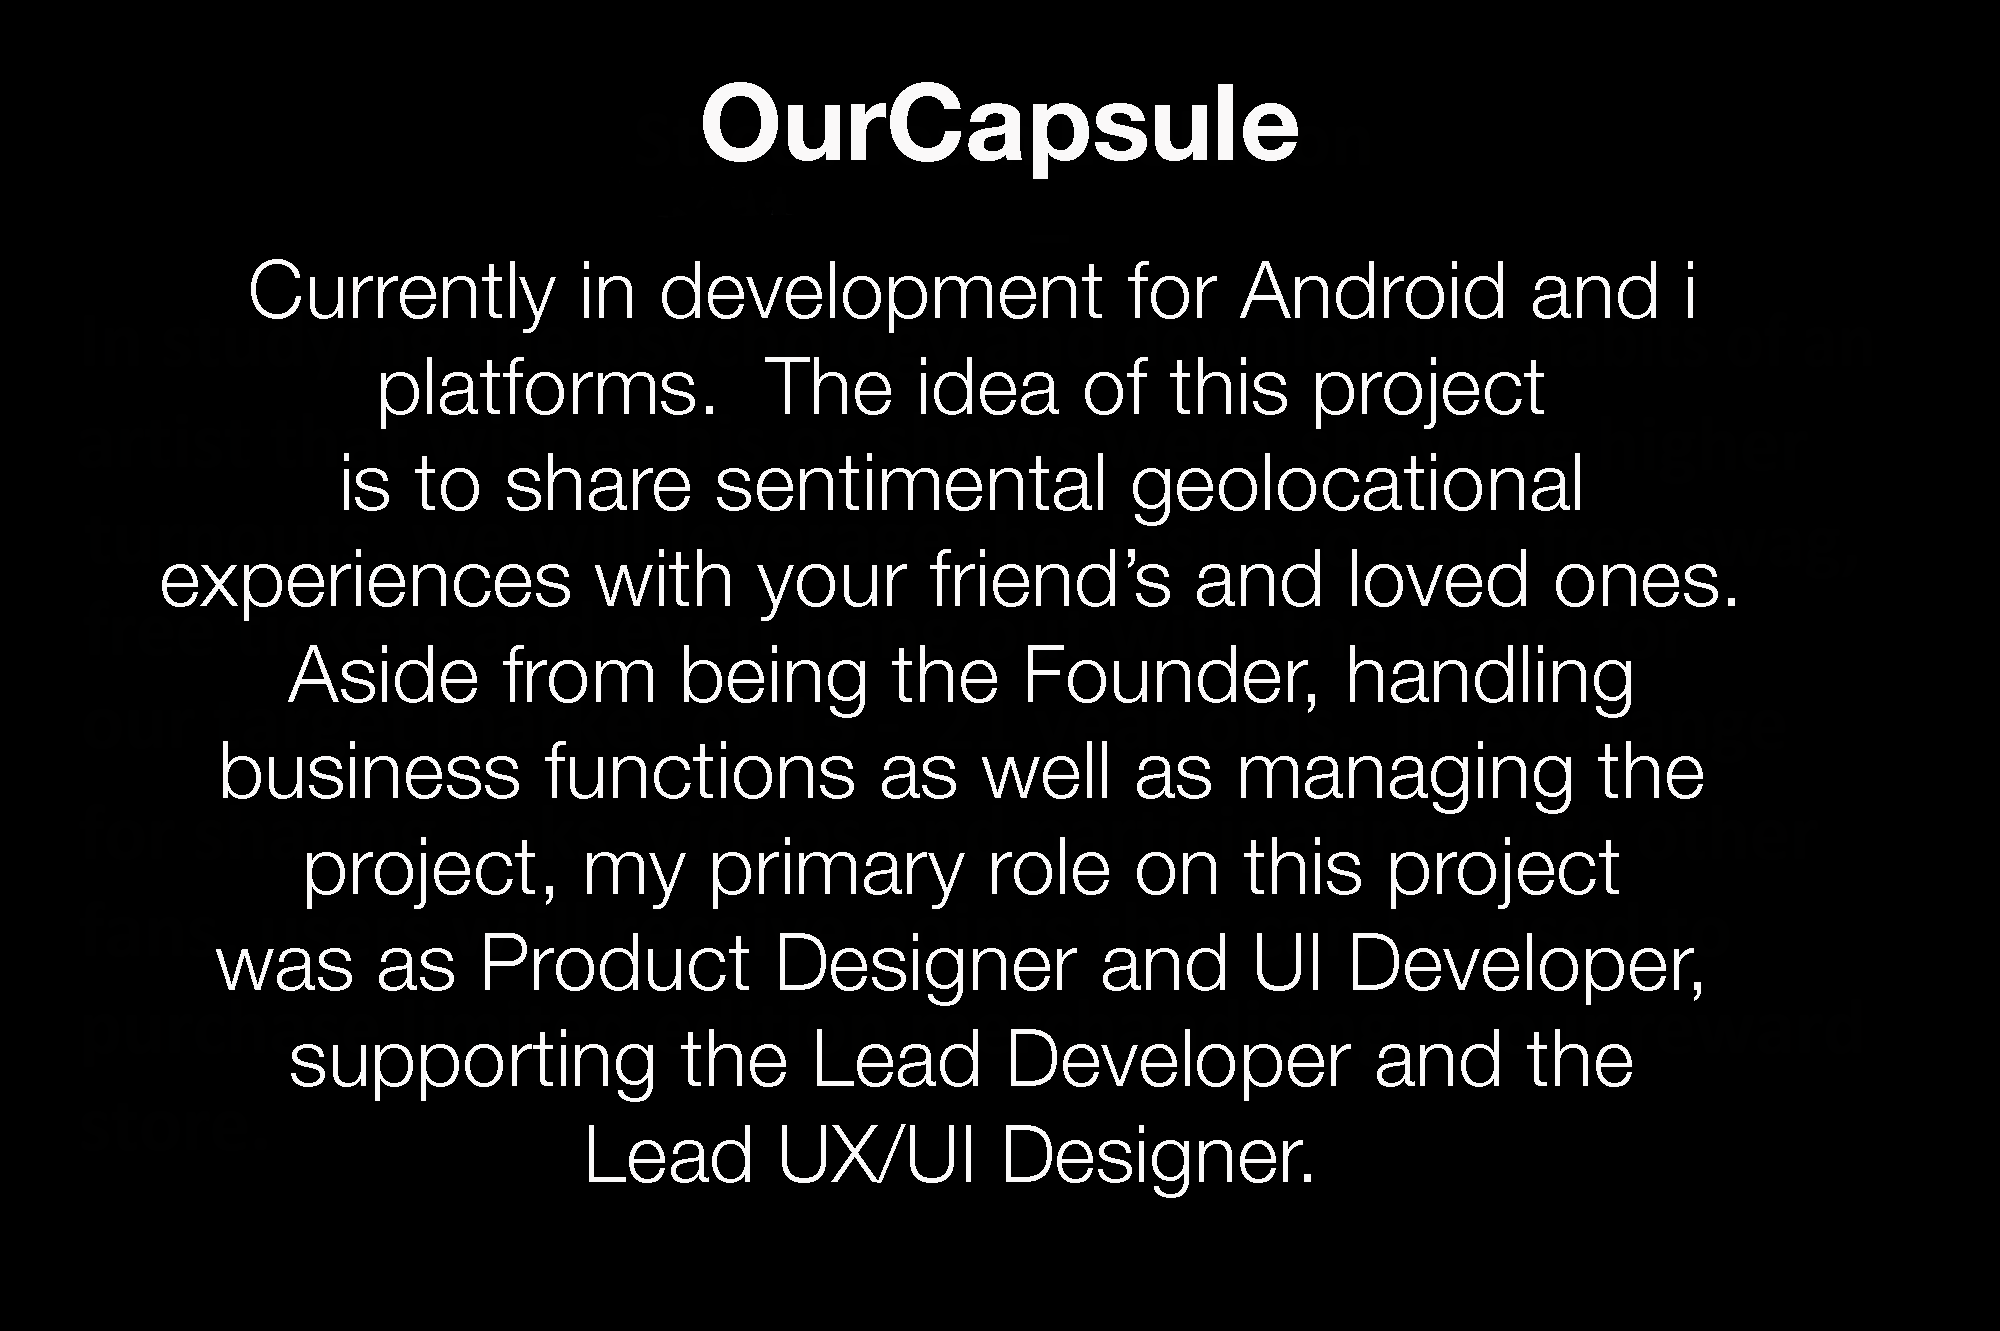 OurCapsule
Currently in development for Android and i
platforms.  The idea of this project
is to share sentimental geolocational
experiences with your friend’s and loved ones.
Aside from being the Founder, handling
business functions as well as managing the
project, my primary role on this project
was as Product Designer and UI Developer,
supporting the Lead Developer and the
Lead UX/UI Designer.